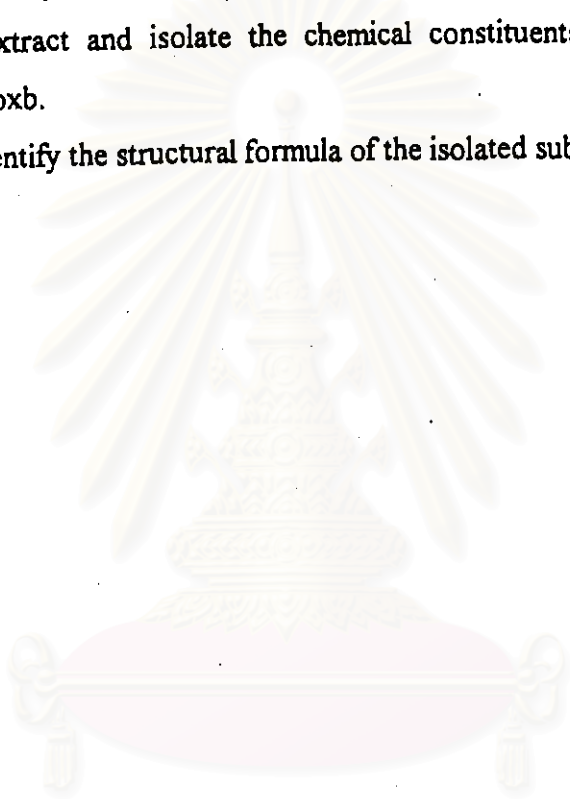 xtract and isolate the chemical constituent
oxb.
entify the structural formula of the isolated sub